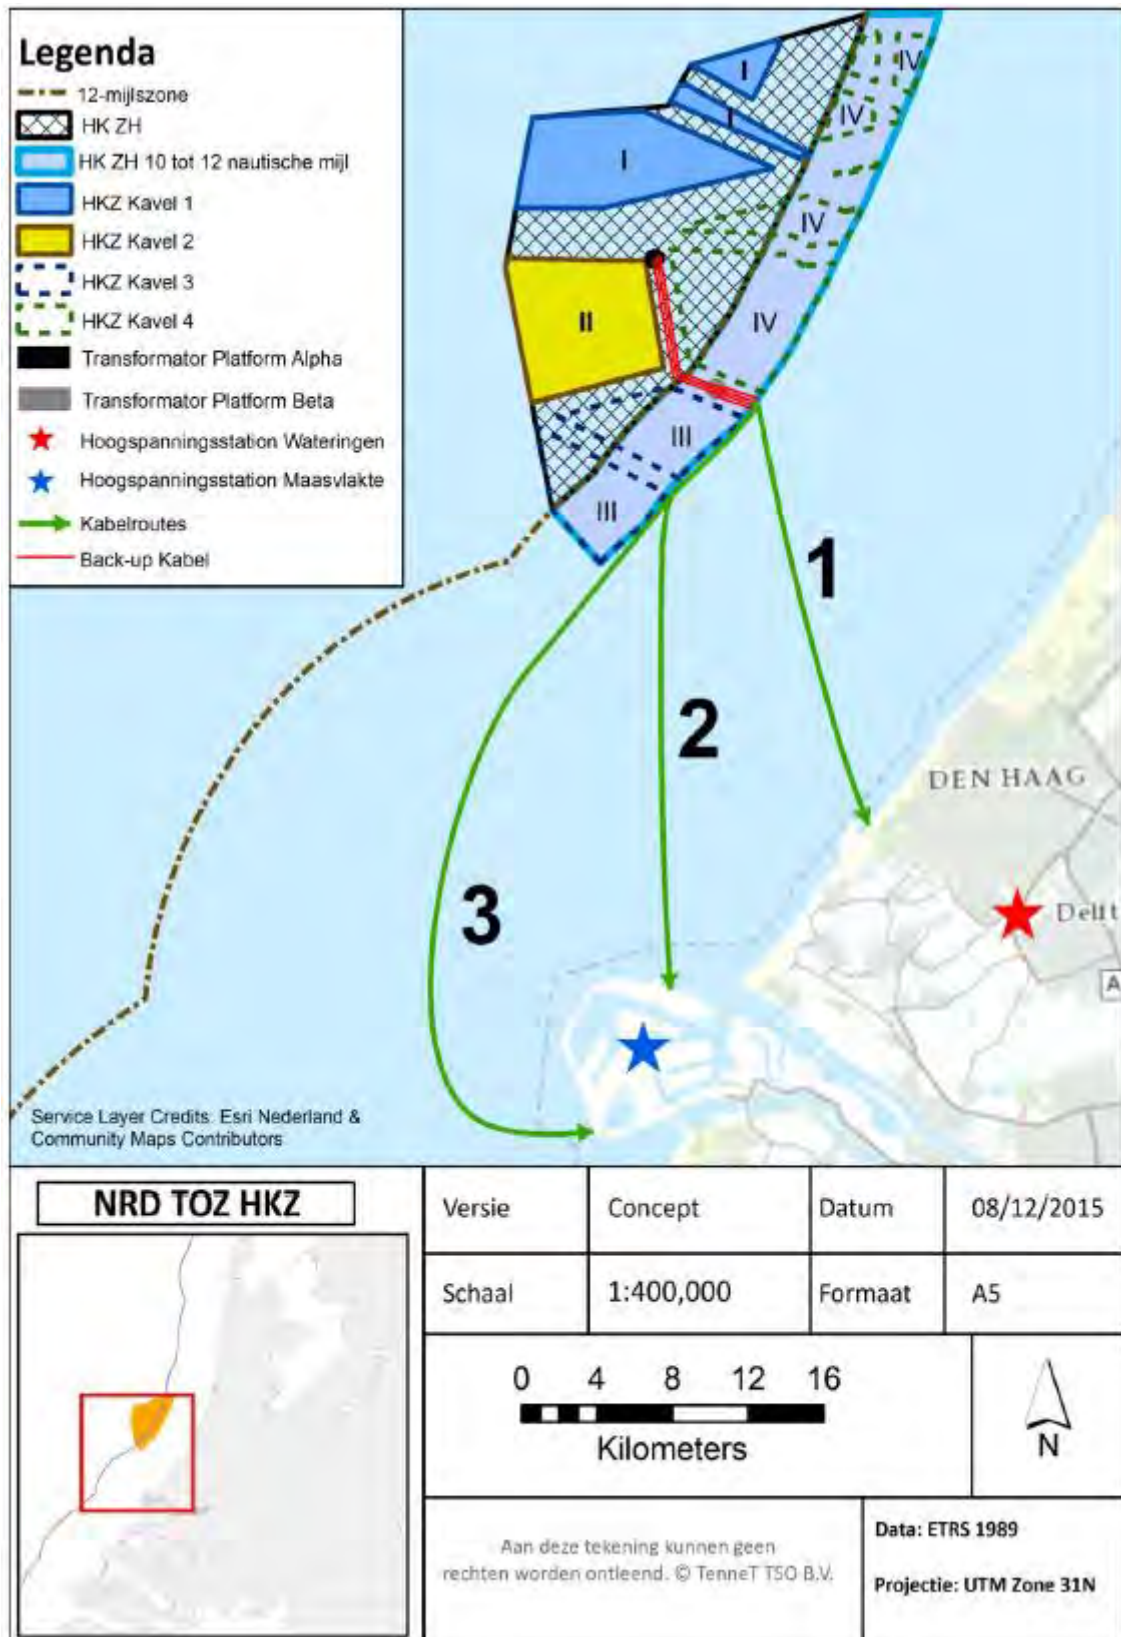 Legenda
12-mijlszone
HK ZH
HK ZH 10 tot 12 nautische mijl
HKZ Kavel 1
HKZ Kavel 2
HKZ Kavel 3
HKZ Kavel 4
Transformator Platform Alpha
Transformator Platform Beta
Hoogspanningsstation Wateringen
Hoogspanningsstation Maasvlakte
Kabelroutes
Back-up Kabel
I
IV
I
IV
I
IV
II
IV
III
III
1
2
DEN HAAG
3
Delft
A
Service Layer Credits: Esri Nederland &
Community Maps Contributors
NRD TOZ HKZ
Versie
Concept
Datum
08/12/2015
Schaal
1:400,000
Formaat
A5
0 4 8 12 16
Kilometers
N
Aan deze tekening kunnen geen
rechten worden ontleend. © TenneT TSO B.V.
Data: ETRS 1989
Projectie: UTM Zone 31N